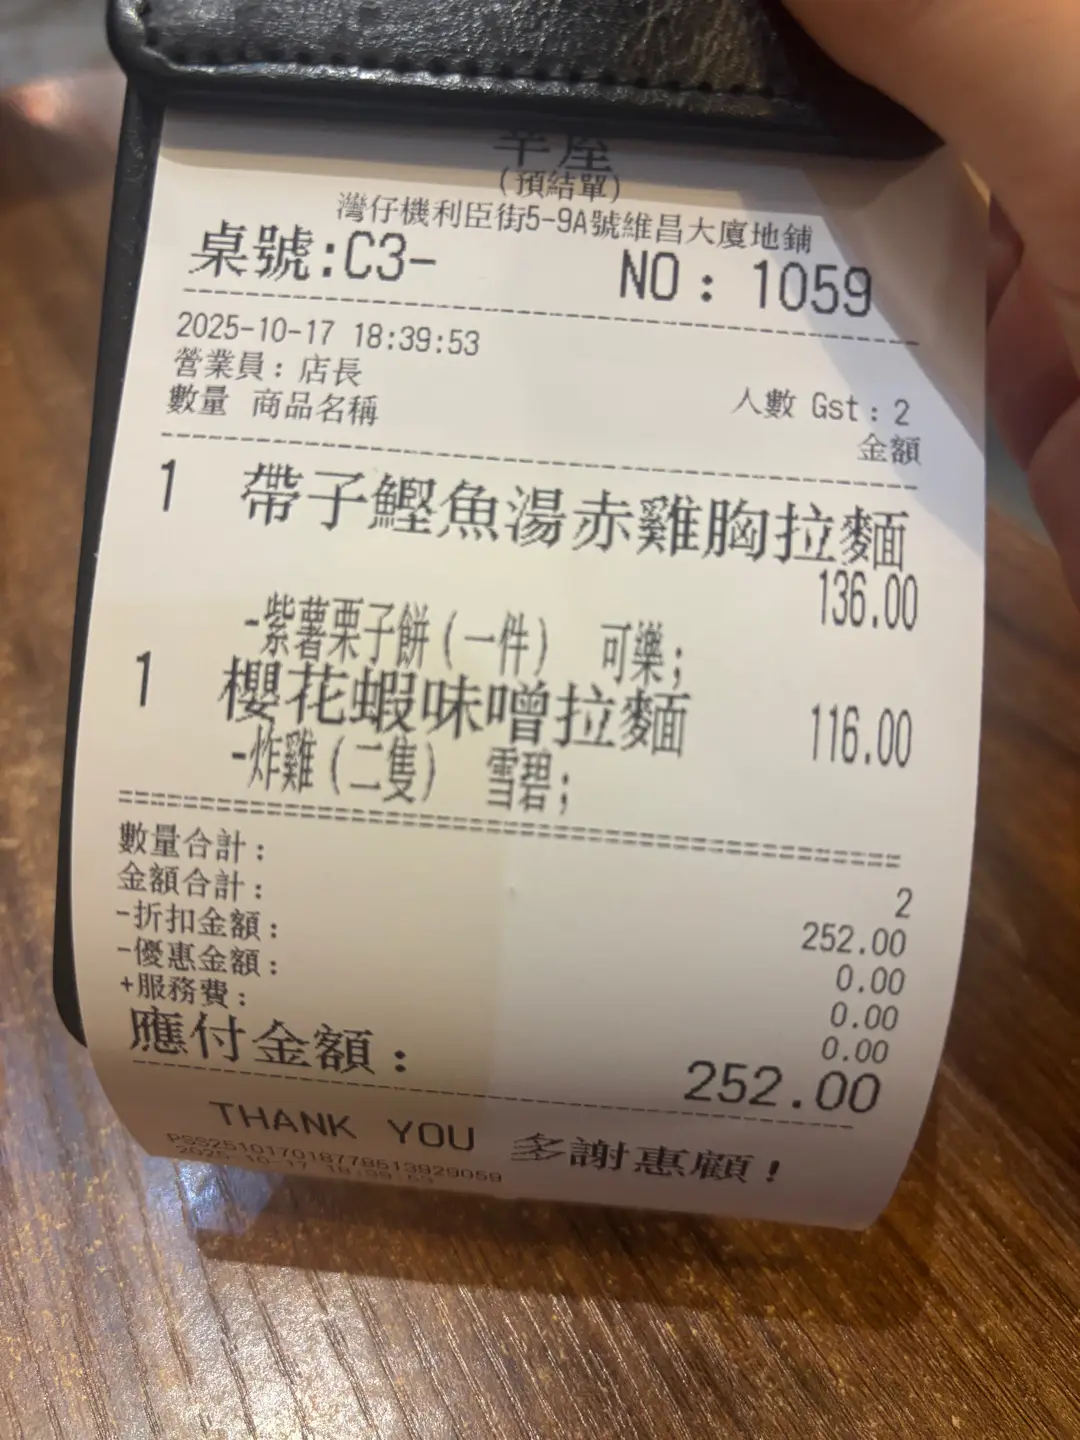 (預結單)
灣仔機利臣街5-9A號維昌大廈地鋪
桌號:C3- NO: 1059
2025-10-17 18:39:53
營業員: 店長
人數 Gst:2
數量 商品名稱 金額
1 帶子鰹魚湯赤雞胸拉麵
136.00
-紫薯栗子餅(一件) 可樂;
1 櫻花蝦味噌拉麵 116.00
-炸雞(二隻) 雪碧;
數量合計: 2
金額合計: 252.00
-折扣金額: 0.00
-優惠金額: 0.00
+服務費: 0.00
應付金額: 252.00
THANK YOU 多謝惠顧!
2025-10-17 18:39:53